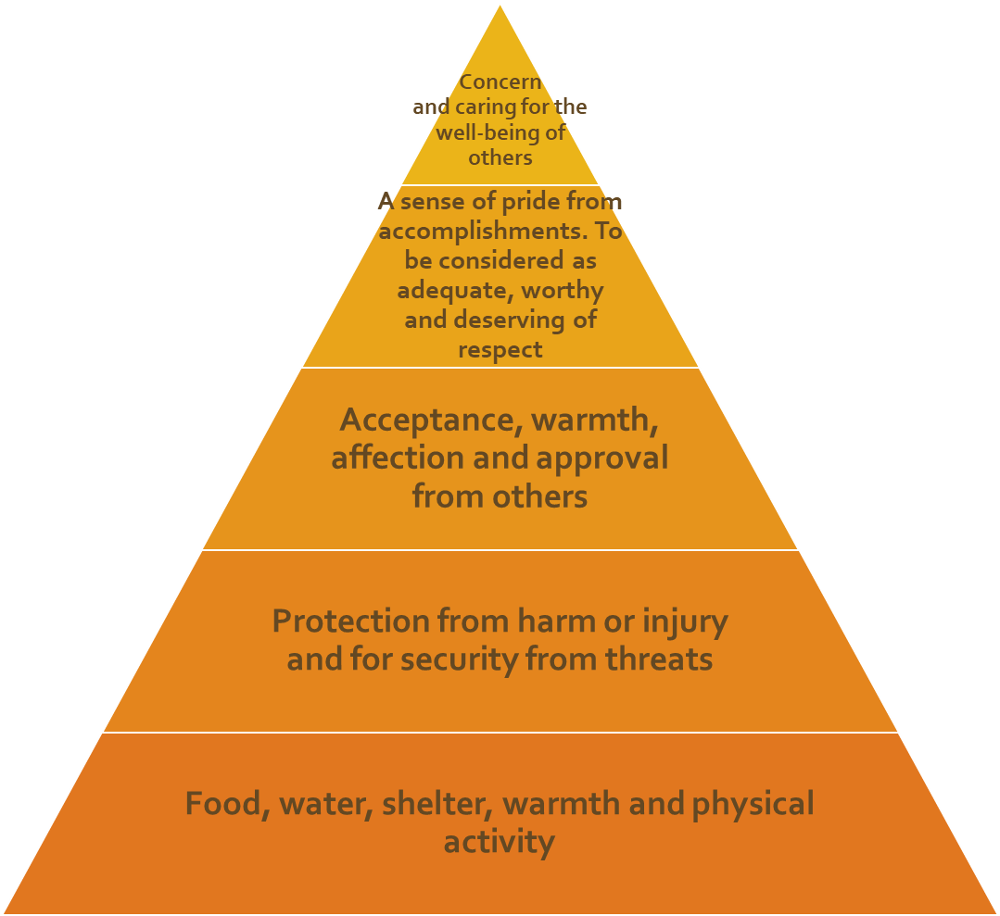 Concern
and caring for the
well-being of
others
A sense of pride from
accomplishments. To
be considered as
adequate, worthy
and deserving of
respect
Acceptance, warmth,
affection and approval
from others
Protection from harm or injury
and for security from threats
Food, water, shelter, warmth and physical
activity